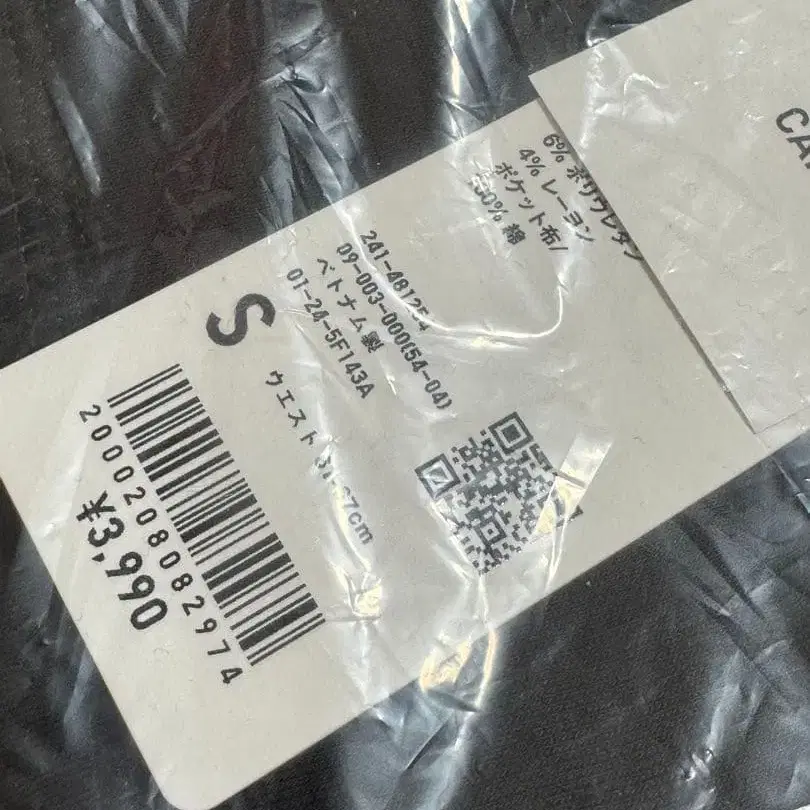 CA
6% ポリウレタン
4% レーヨン
ポケット布/
綿
241-481254
09-003-000(54-04)
ベトナム製
01-24-5F143A
S
ウエスト cm
2000208082974
¥3,990